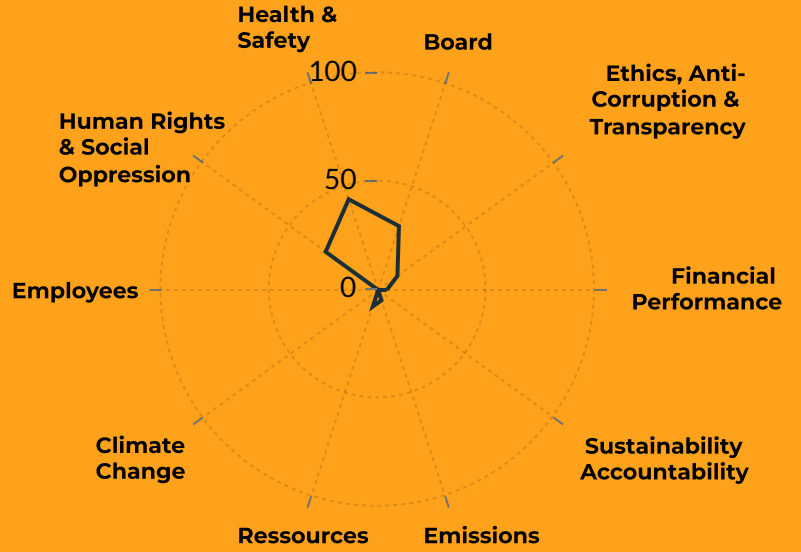 Health &
Safety
Board
100
Ethics, Anti-
Corruption &
Transparency
Human Rights
& Social
Oppression
50
Employees
0
Financial
Performance
Climate
Change
Sustainability
Accountability
Ressources
Emissions